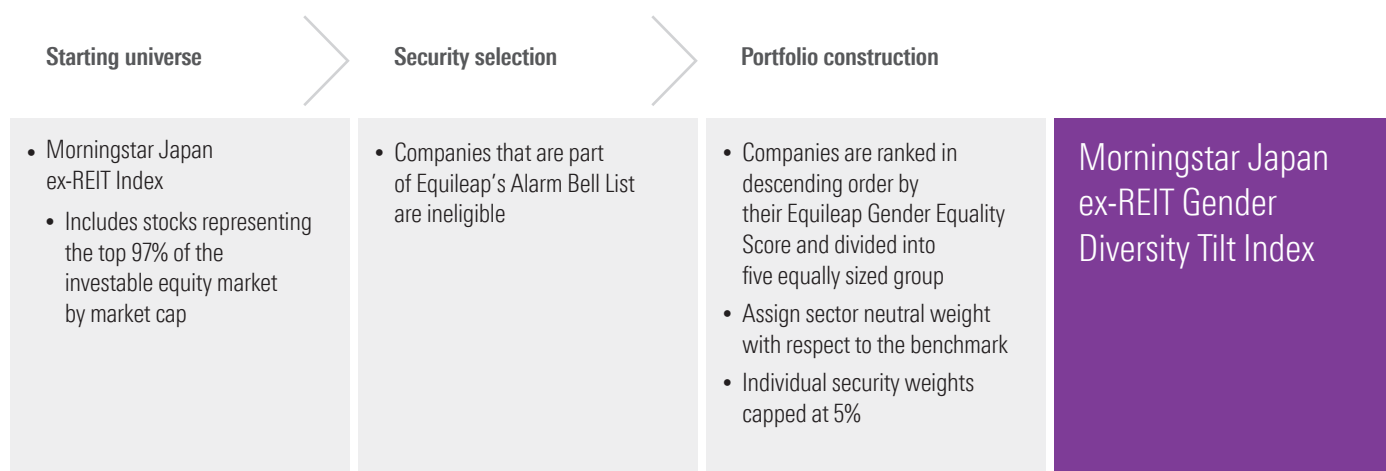 Starting universe
Security selection
Portfolio construction
• Morningstar Japan
ex-REIT Index
• Includes stocks representing
the top 97% of the
investable equity market
by market cap
• Companies that are part
of Equileap’s Alarm Bell List
are ineligible
• Companies are ranked in
descending order by
their Equileap Gender Equality
Score and divided into
five equally sized group
• Assign sector neutral weight
with respect to the benchmark
• Individual security weights
capped at 5%
Morningstar Japan
ex-REIT Gender
Diversity Tilt Index